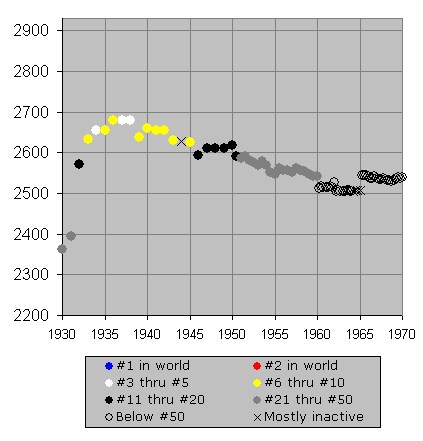 2900
2800
2700
2600
2500
2400
2300
2200
1930 1935 1940 1945 1950 1955 1960 1965 1970
#1 in world #2 in world
#3 thru #5 #6 thru #10
#11 thru #20 #21 thru #50
Below #50 Mostly inactive